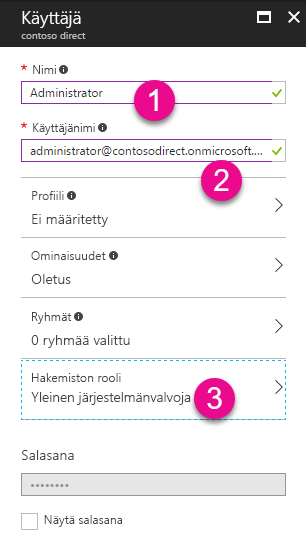 Käyttäjä
contoso direct
* Nimi
Administrator
1
* Käyttäjänimi
administrator@contosodirect.onmicrosoft....
2
Profiili
Ei määritetty
Ominaisuudet
Oletus
Ryhmät
0 ryhmää valittu
Hakemiston rooli
Yleinen järjestelmänvalvoja
3
Salasana
••••••••
Näytä salasana